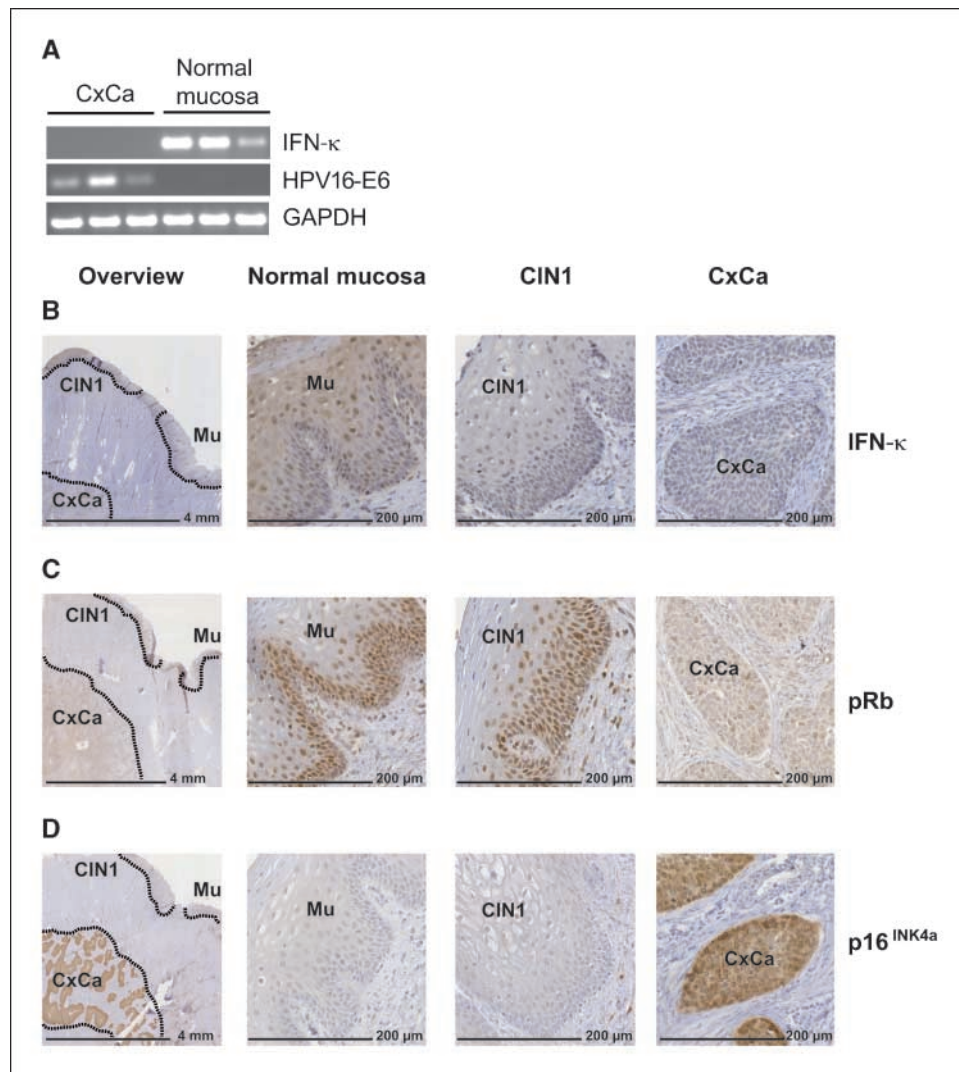 A
CxCa
Normal
mucosa
IFN-κ
HPV16-E6
GAPDH
Overview Normal mucosa CIN1 CxCa
B
CIN1
Mu
CxCa
4 mm
Mu
200 µm
CIN1
200 µm
CxCa
200 µm
IFN-κ
C
CIN1
Mu
CxCa
4 mm
Mu
200 µm
CIN1
200 µm
CxCa
200 µm
pRb
D
CIN1
Mu
CxCa
4 mm
Mu
200 µm
CIN1
200 µm
CxCa
200 µm
p16 INK4a